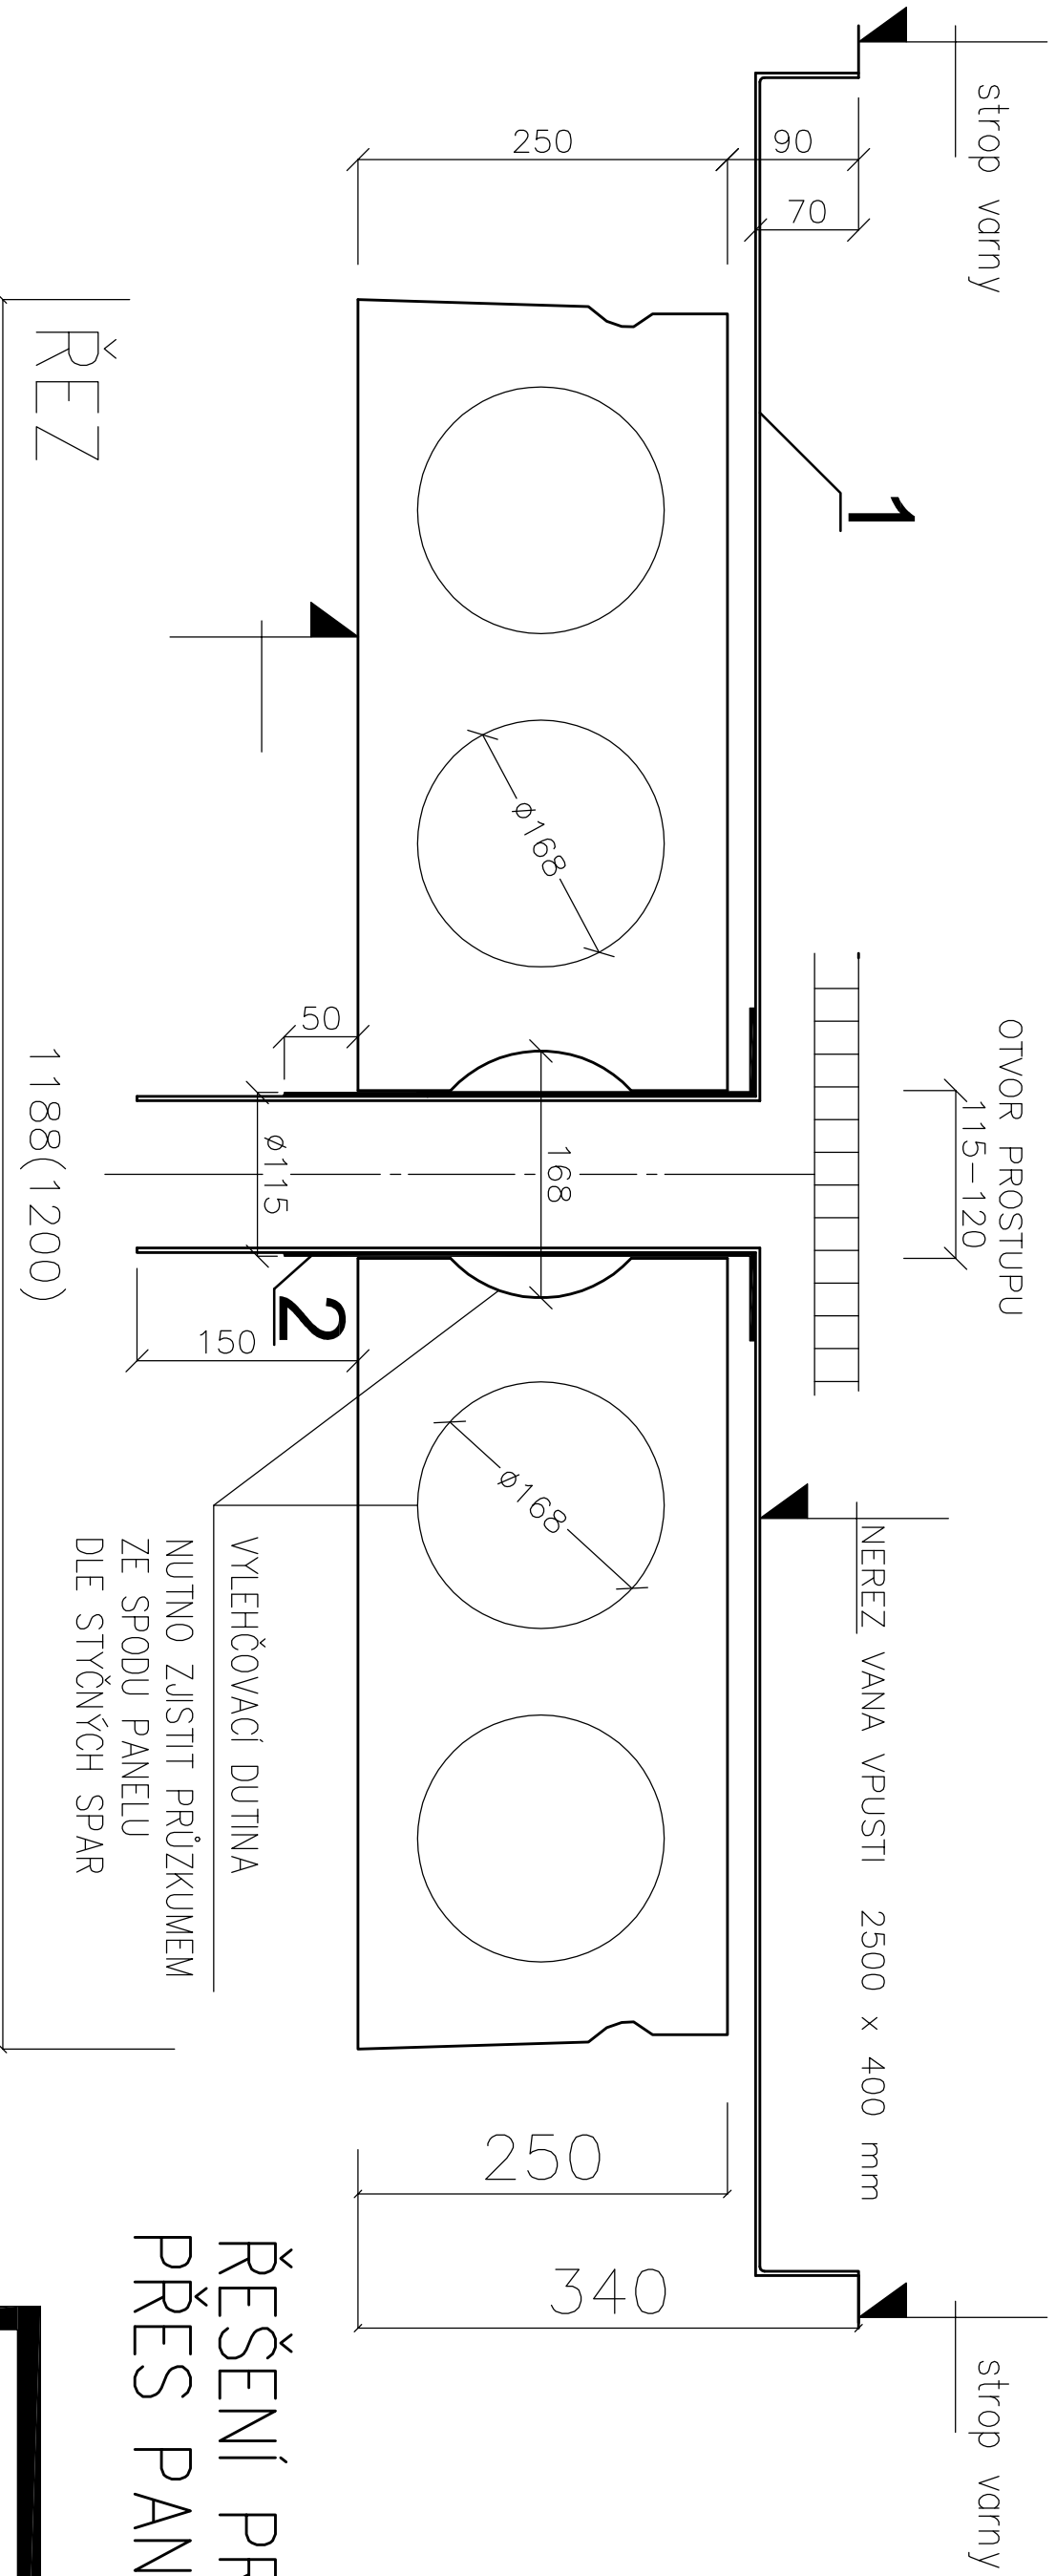 strop varny
strop varny
OTVOR PROSTUPU
115-120
1
NEREZ VANA VPUSTI 2500 x 400 mm
90
70
250
50
ø168
168
ø168
ø115
2
150
250
340
VYLEHČOVACÍ DUTINA
NUTNO ZJISTIT PRŮZKUMEM
ZE SPODU PANELU
DLE STYČNÝCH SPAR
ŘEZ
1188(1200)
ŘEŠENÍ
PŘES